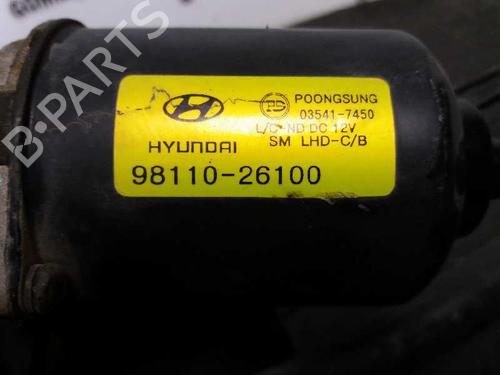 POONGSUNG
03541-7450
L/C-ND DC 12V
HYUNDAI
SM LHD-C/B
98110-26100
B-PARTS